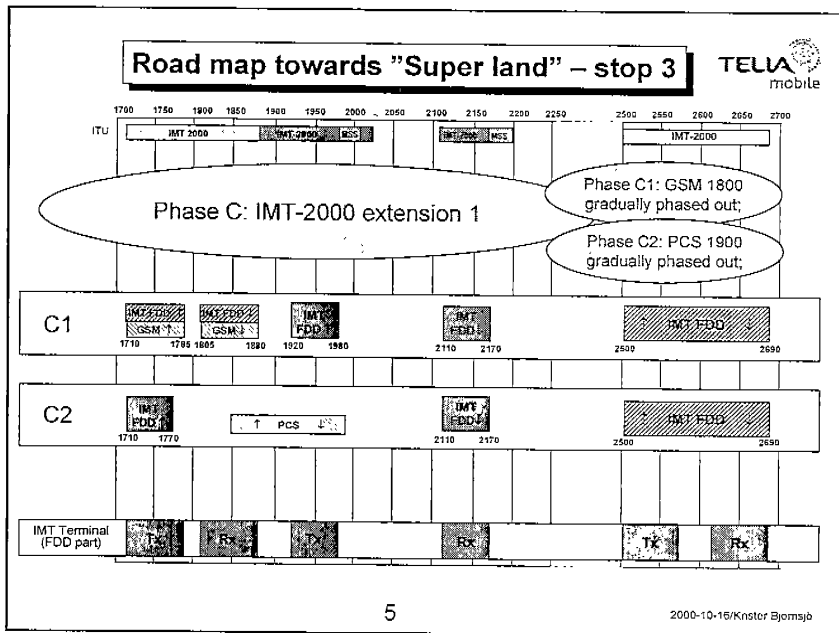 Road map towards "Super land" – stop 3
TELIA
mobile
1700 1750 1800 1850 1900 1950 2000 2050 2100 2150 2200 2250 2500 2550 2600 2650 2700
ITU
IMT 2000
IMT-2000
MSS
IMT-2000
MSS
IMT-2000
Phase C: IMT-2000 extension 1
Phase C1: GSM 1800
gradually phased out;
Phase C2: PCS 1900
gradually phased out;
C1
IMT FDD ↑
GSM ↑
IMT FDD ↓
GSM ↓
IMT
FDD ↑
IMT
FDD ↓
↑ IMT FDD ↓
1710 1785 1805 1880 1920 1980 2110 2170 2500 2690
C2
IMT
FDD ↑
↑ PCS ↓
IMT
FDD ↓
↑ IMT FDD ↓
1710 1770 2110 2170 2500 2690
IMT Terminal
(FDD part)
Tx Rx Tx Rx Tx Rx
5
2000-10-16/Krister Björnsjö